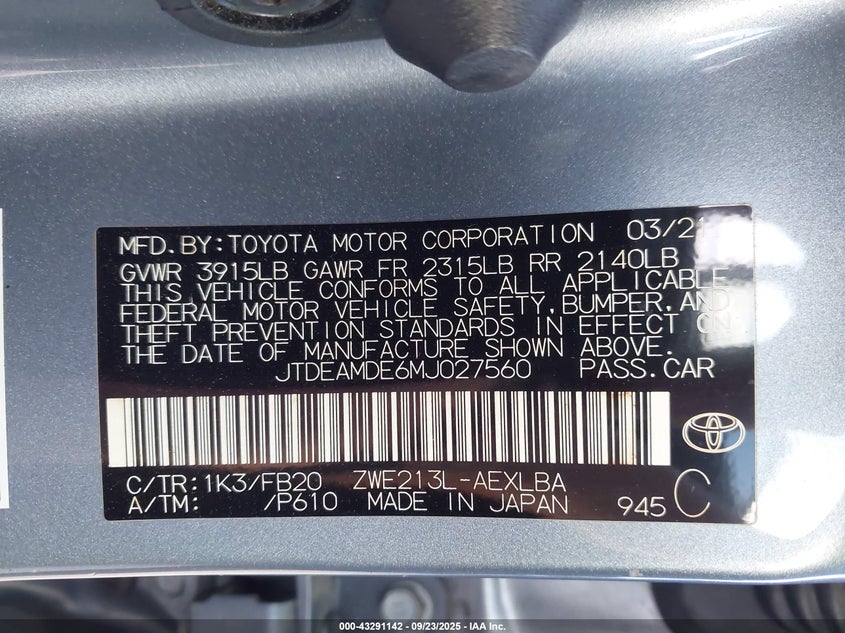 MFD.BY:TOYOTA MOTOR CORPORATION 03/21
GVWR 3915LB GAWR FR 2315LB RR 2140LB
THIS VEHICLE CONFORMS TO ALL APPLICABLE
FEDERAL MOTOR VEHICLE SAFETY,BUMPER,AND
THEFT PREVENTION STANDARDS IN EFFECT ON
THE DATE OF MANUFACTURE SHOWN ABOVE.
JTDEAMDE6MJ027560 PASS.CAR
C/TR:1K3/FB20 ZWE213L-AEXLBA
A/TM: /P610 MADE IN JAPAN 945 C
000-43291142 - 09/23/2025 - IAA Inc.